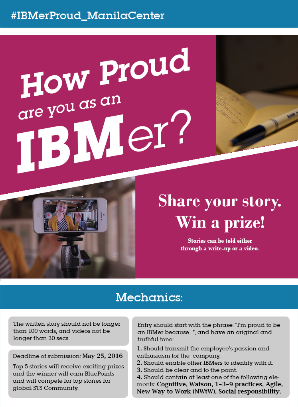 #IBMerProud_ManilaCenter
How Proud
are you as an
IBMer?
Share your story.
Win a prize!
Stories can be told either
through a write-up or a video.
Mechanics:
The written story should not be longer
than 100 words, and videos not be
longer than 30 secs.
Deadline of submission: May 25, 2016
Top 5 stories will receive exciting prizes
and the winner will earn BluePoints
and will compete for top stories for
global
Community
Entry should start with the phrase "I'm proud to be
an IBMer because..", and have an original and
truthful tone:
1. Should transmit the employee's passion and
enthusiasm for the company
2. Should enable other IBMers to identify with it.
3. Should be clear and to the point.
4. Should contain at least one of the following ele-
ments: Cognitive, Watson, 1-3-9 practices, Agile,
New Way to Work (NWtW), Social responsibility.